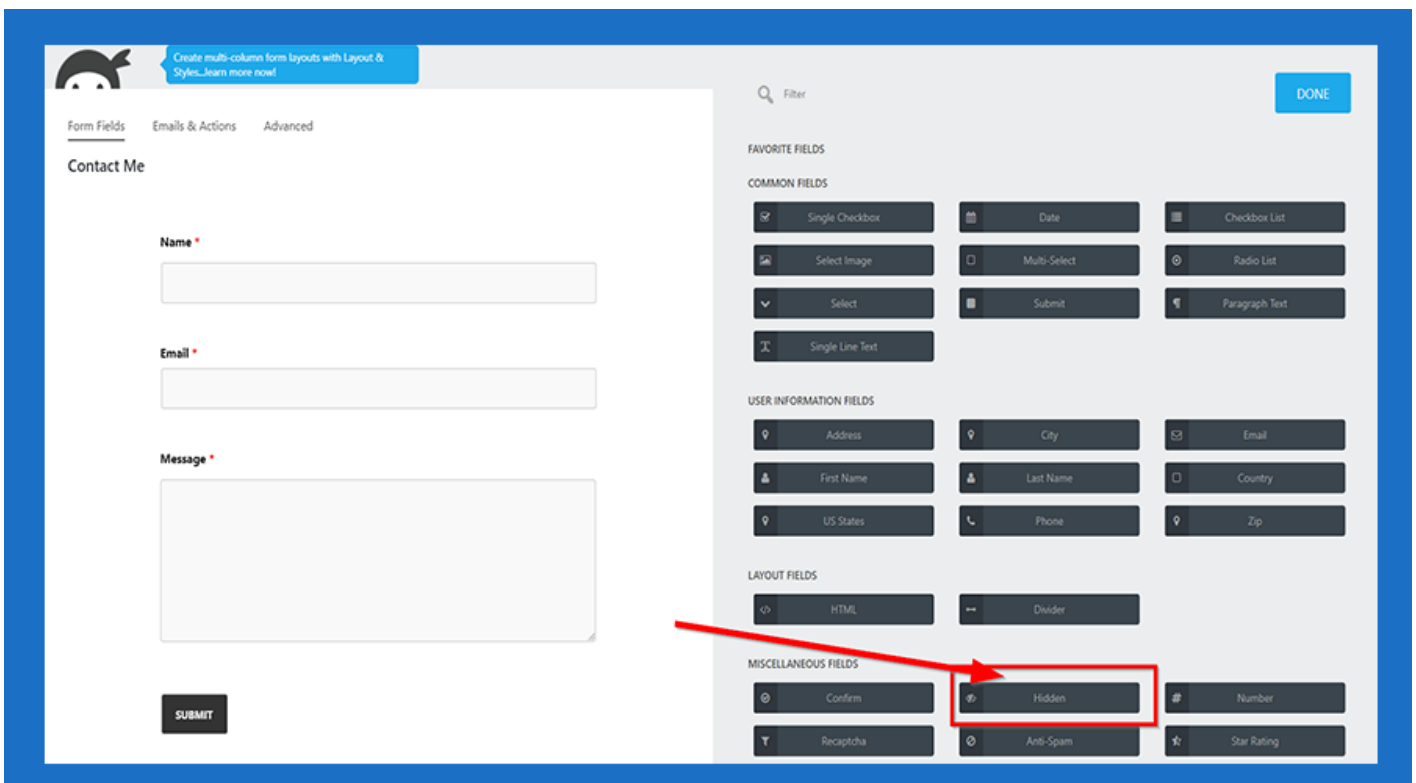 Create multi-column form layouts with Layout &
Styles...learn more now!
Form Fields Emails & Actions Advanced
Contact Me
Name *
Email *
Message *
SUBMIT
Filter
DONE
FAVORITE FIELDS
COMMON FIELDS
Single Checkbox Date Checkbox List
Select Image Multi-Select Radio List
Select Submit Paragraph Text
Single Line Text
USER INFORMATION FIELDS
Address City Email
First Name Last Name Country
US States Phone Zip
LAYOUT FIELDS
HTML Divider
MISCELLANEOUS FIELDS
Confirm Hidden Number
Recaptcha Anti-Spam Star Rating